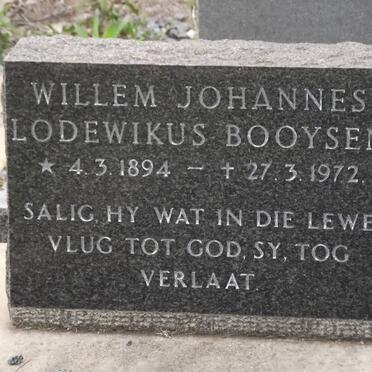 WILLEM JOHANNES
LODEWIKUS BOOYSEN
★ 4.3.1894 – † 27.3.1972.
SALIG, HY WAT IN DIE LEWE
VLUG TOT GOD, SY, TOG
VERLAAT.